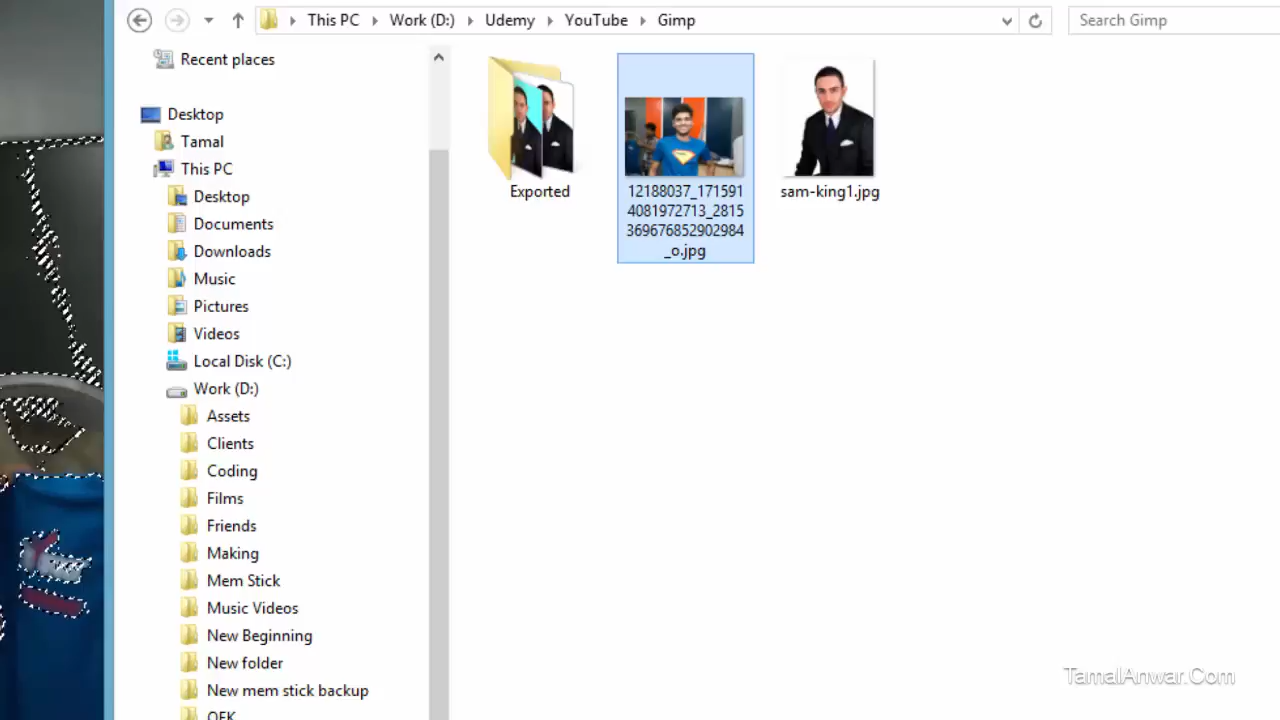 This PC
Work (D:)
Udemy
YouTube
Gimp
Search Gimp
Recent places
Desktop
Tamal
This PC
Desktop
Documents
Downloads
Music
Pictures
Videos
Local Disk (C:)
Work (D:)
Assets
Clients
Coding
Films
Friends
Making
Mem Stick
Music Videos
New Beginning
New folder
New mem stick backup
Exported
12188037_171591
4081972713_2815
369676852902984
_o.jpg
sam-king1.jpg
TamalAnwar.Com